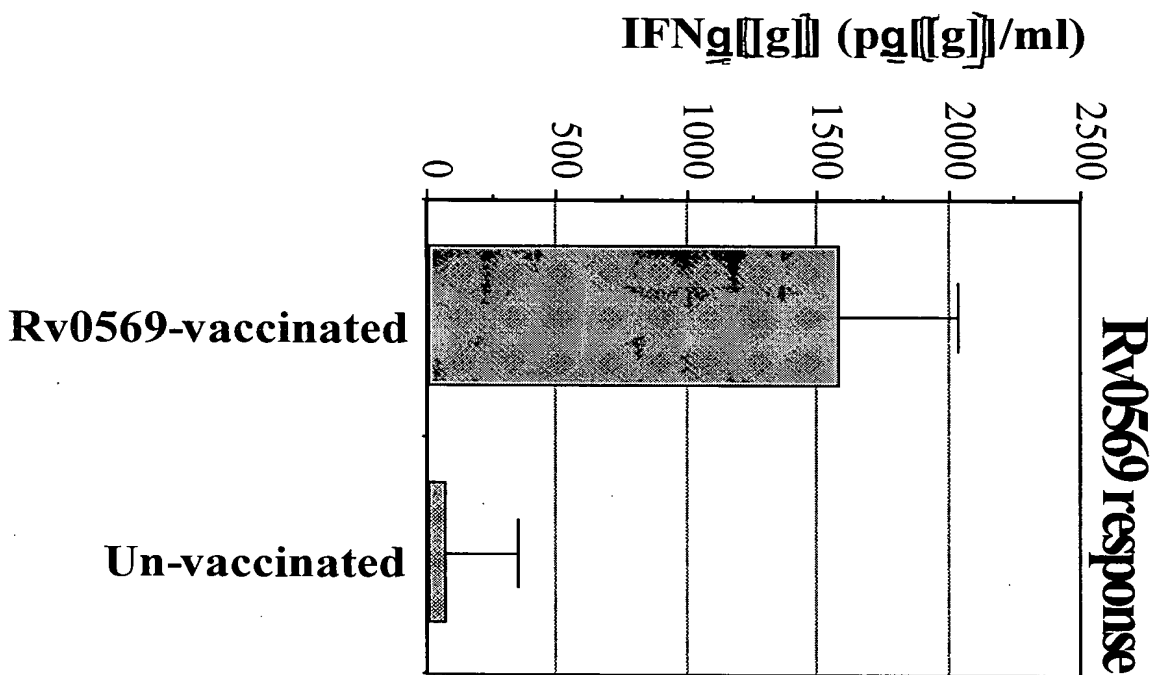 IFNg[[g]] (pg[[g]]/ml)
0
500
1000
1500
2000
2500
Rv0569 response
Rv0569-vaccinated
Un-vaccinated